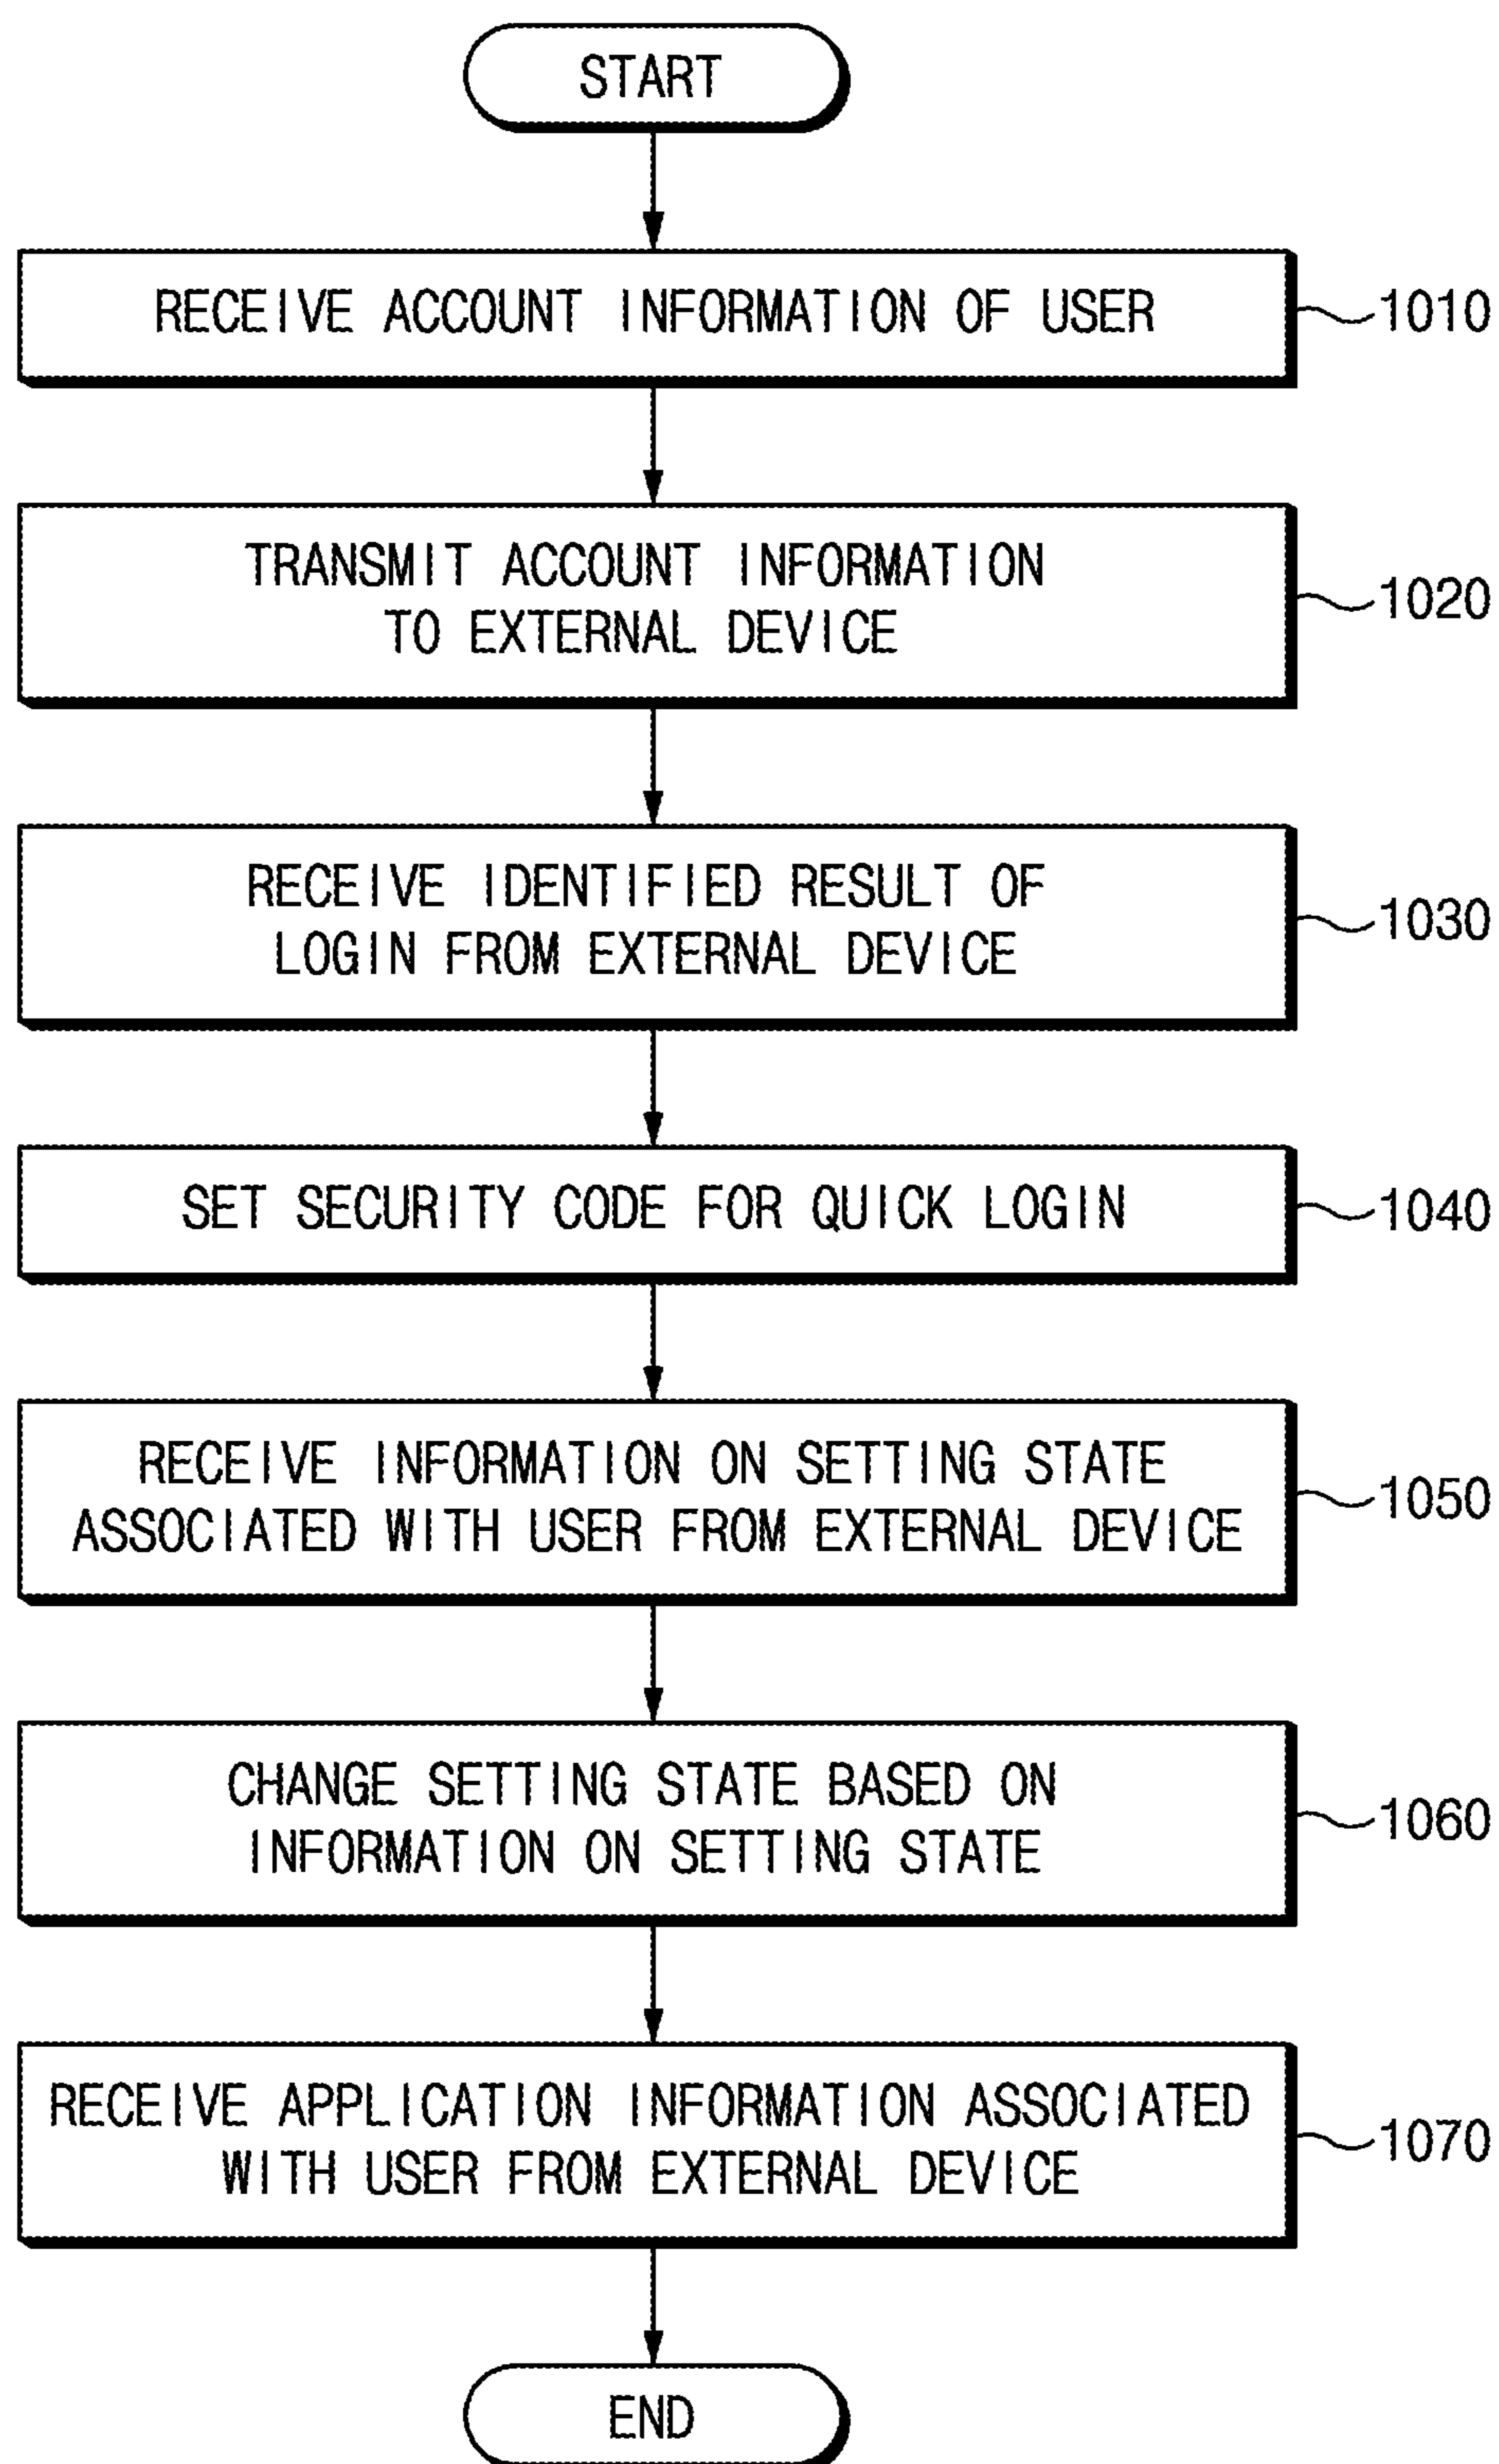 START
RECEIVE ACCOUNT INFORMATION OF USER
1010
TRANSMIT ACCOUNT INFORMATION
TO EXTERNAL DEVICE
1020
RECEIVE IDENTIFIED RESULT OF
LOGIN FROM EXTERNAL DEVICE
1030
SET SECURITY CODE FOR QUICK LOGIN
1040
RECEIVE INFORMATION ON SETTING STATE
ASSOCIATED WITH USER FROM EXTERNAL DEVICE
1050
CHANGE SETTING STATE BASED ON
INFORMATION ON SETTING STATE
1060
RECEIVE APPLICATION INFORMATION ASSOCIATED
WITH USER FROM EXTERNAL DEVICE
1070
END